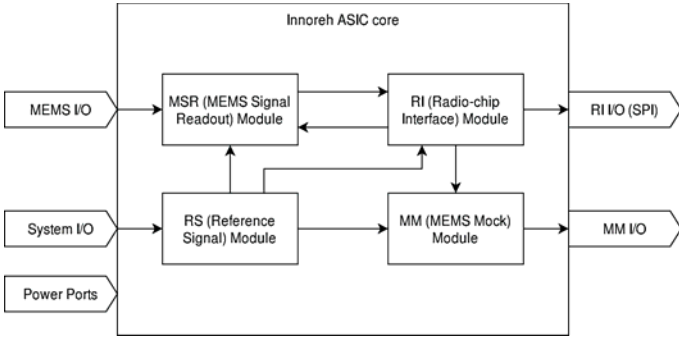 Innoreh ASIC core
MEMS I/O
MSR (MEMS Signal
Readout) Module
RI (Radio-chip
Interface) Module
RI I/O (SPI)
System I/O
RS (Reference
Signal) Module
MM (MEMS Mock)
Module
MM I/O
Power Ports